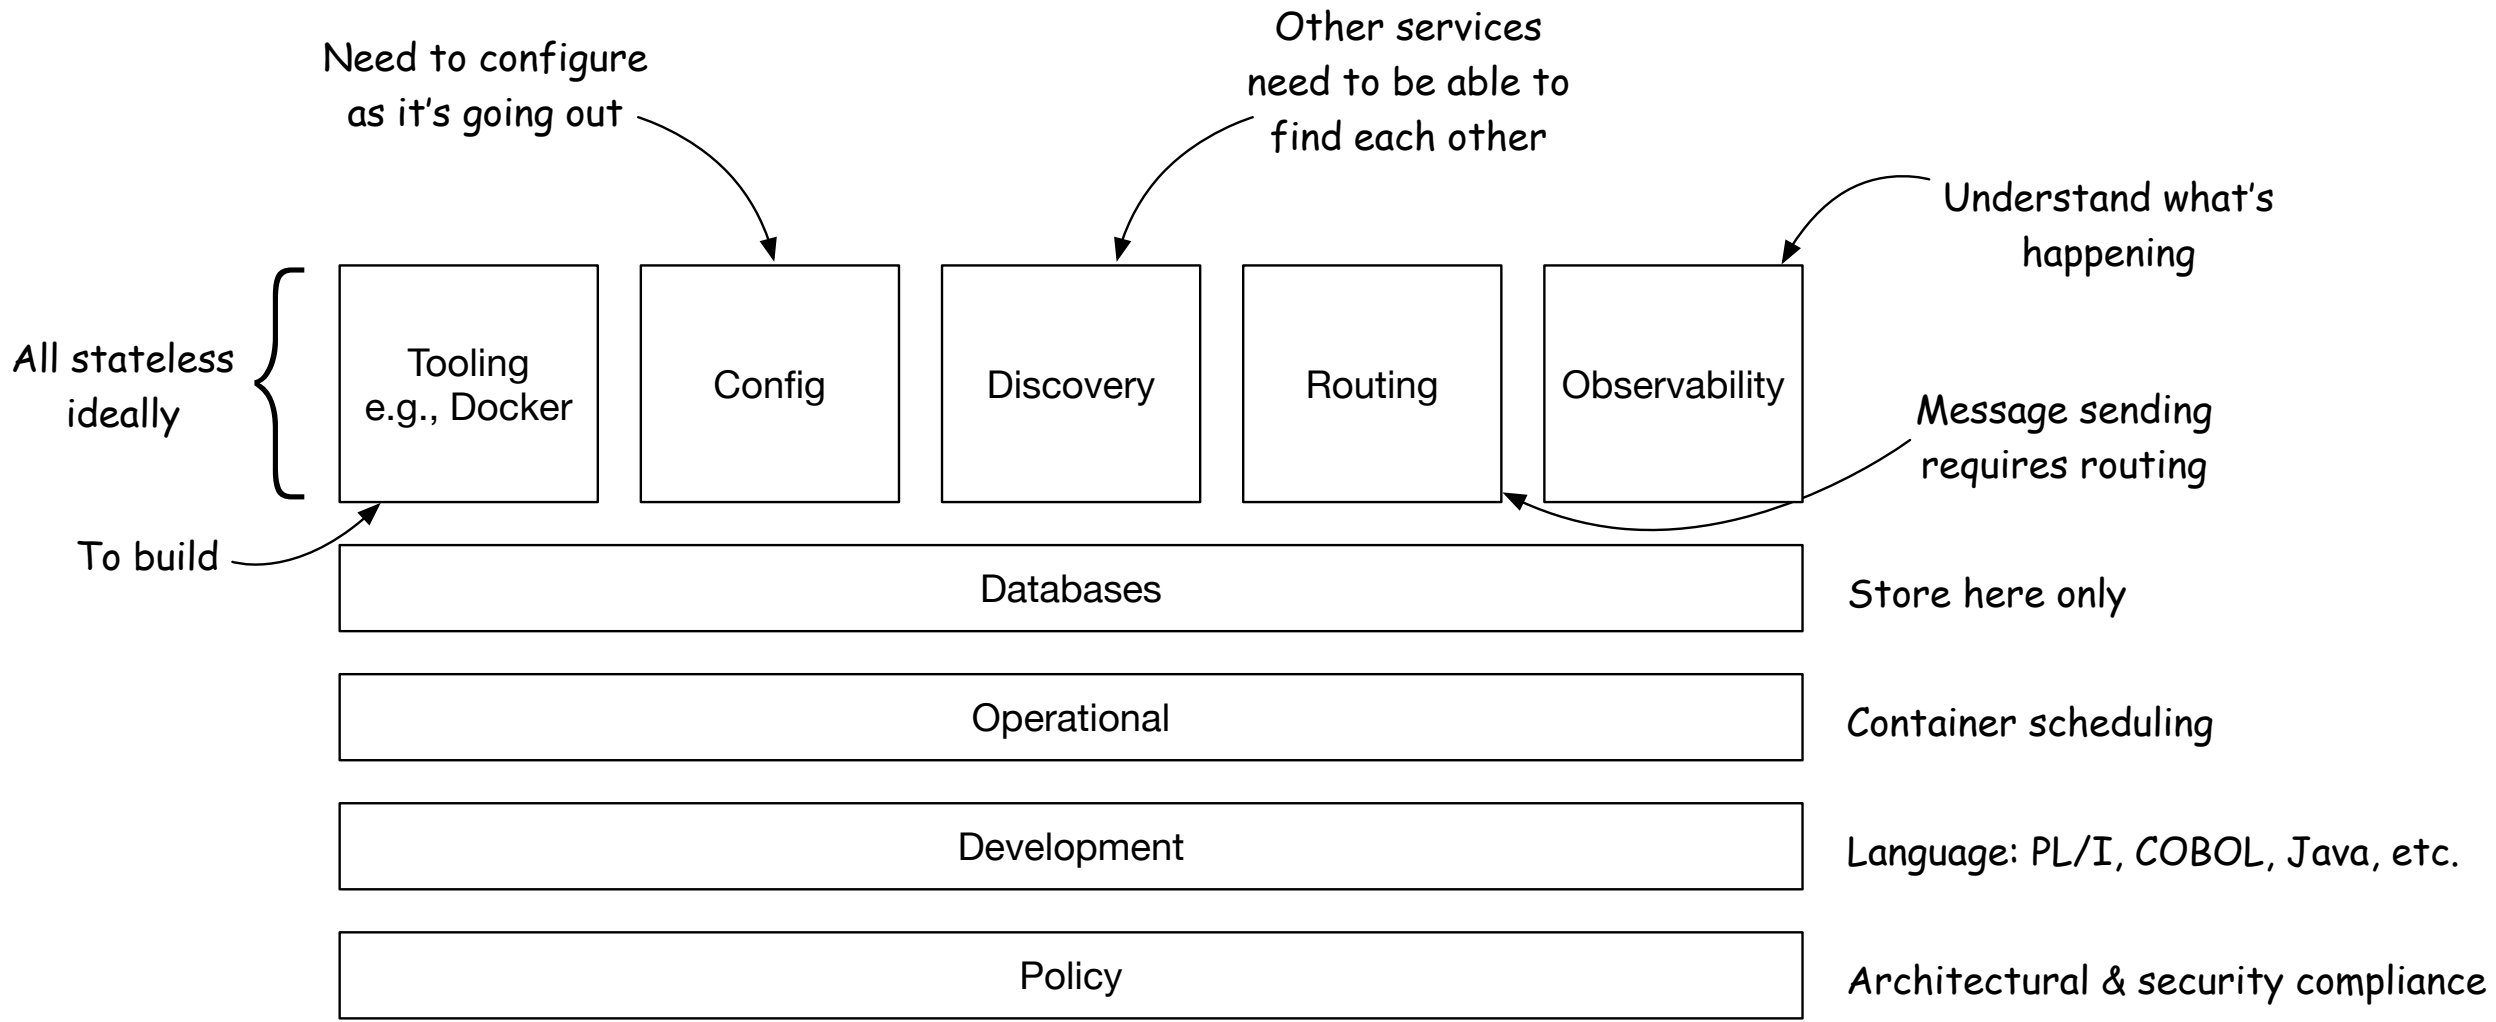 Need to configure
as it's going out
Other services
need to be able to
find each other
Understand what's
happening
All stateless
ideally
Tooling
e.g., Docker
Config
Discovery
Routing
Observability
Message sending
requires routing
To build
Databases
Store here only
Operational
Container scheduling
Development
Language: PL/I, COBOL, Java, etc.
Policy
Architectural & security compliance